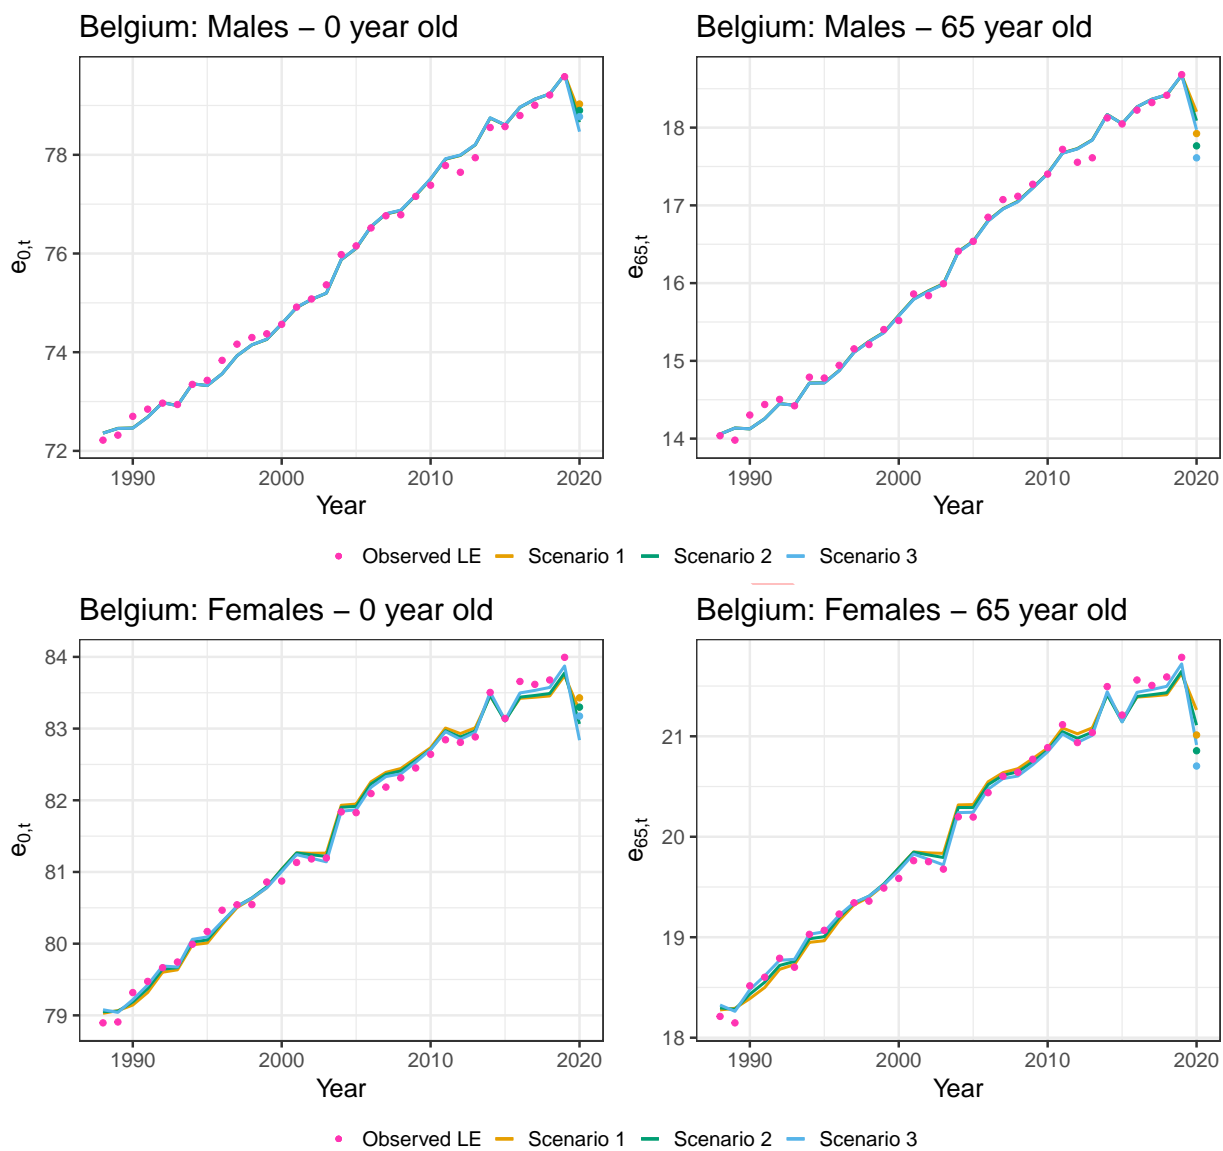 Belgium: Males – 0 year old
Belgium: Males – 65 year old
e0,t
78
76
74
72
1990
2000
2010
2020
Year
e65,t
18
17
16
15
14
1990
2000
2010
2020
Year
Observed LE
Scenario 1
Scenario 2
Scenario 3
Belgium: Females – 0 year old
Belgium: Females – 65 year old
e0,t
84
83
82
81
80
79
1990
2000
2010
2020
Year
e65,t
21
20
19
18
1990
2000
2010
2020
Year
Observed LE
Scenario 1
Scenario 2
Scenario 3